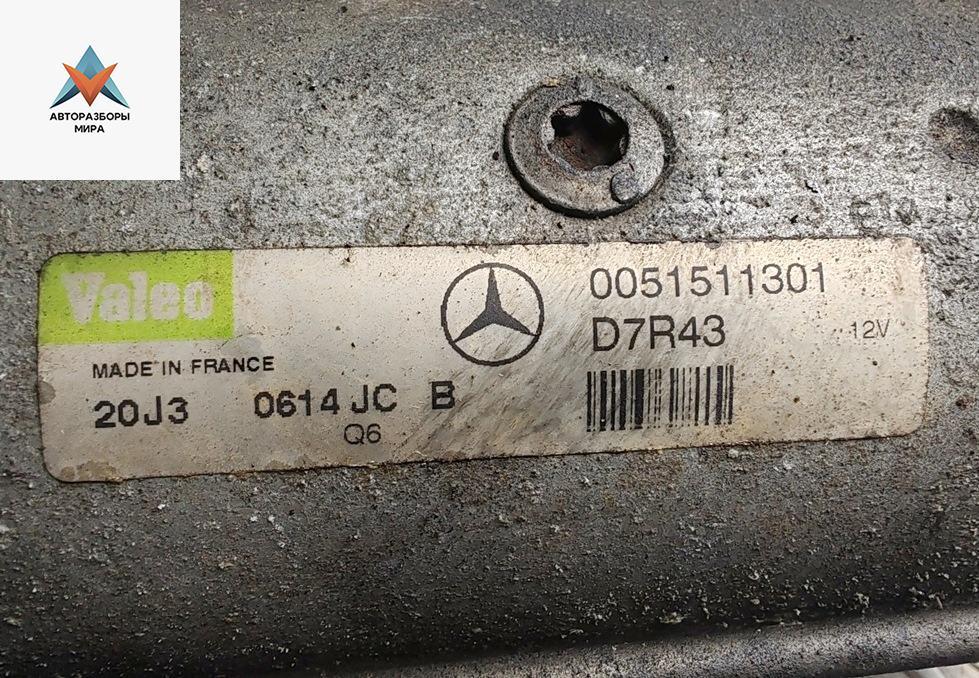 АВТОРАЗБОРЫ
МИРА
Valeo
0051511301
D7R43
12V
MADE IN FRANCE
20J3 0614 JC B
Q6